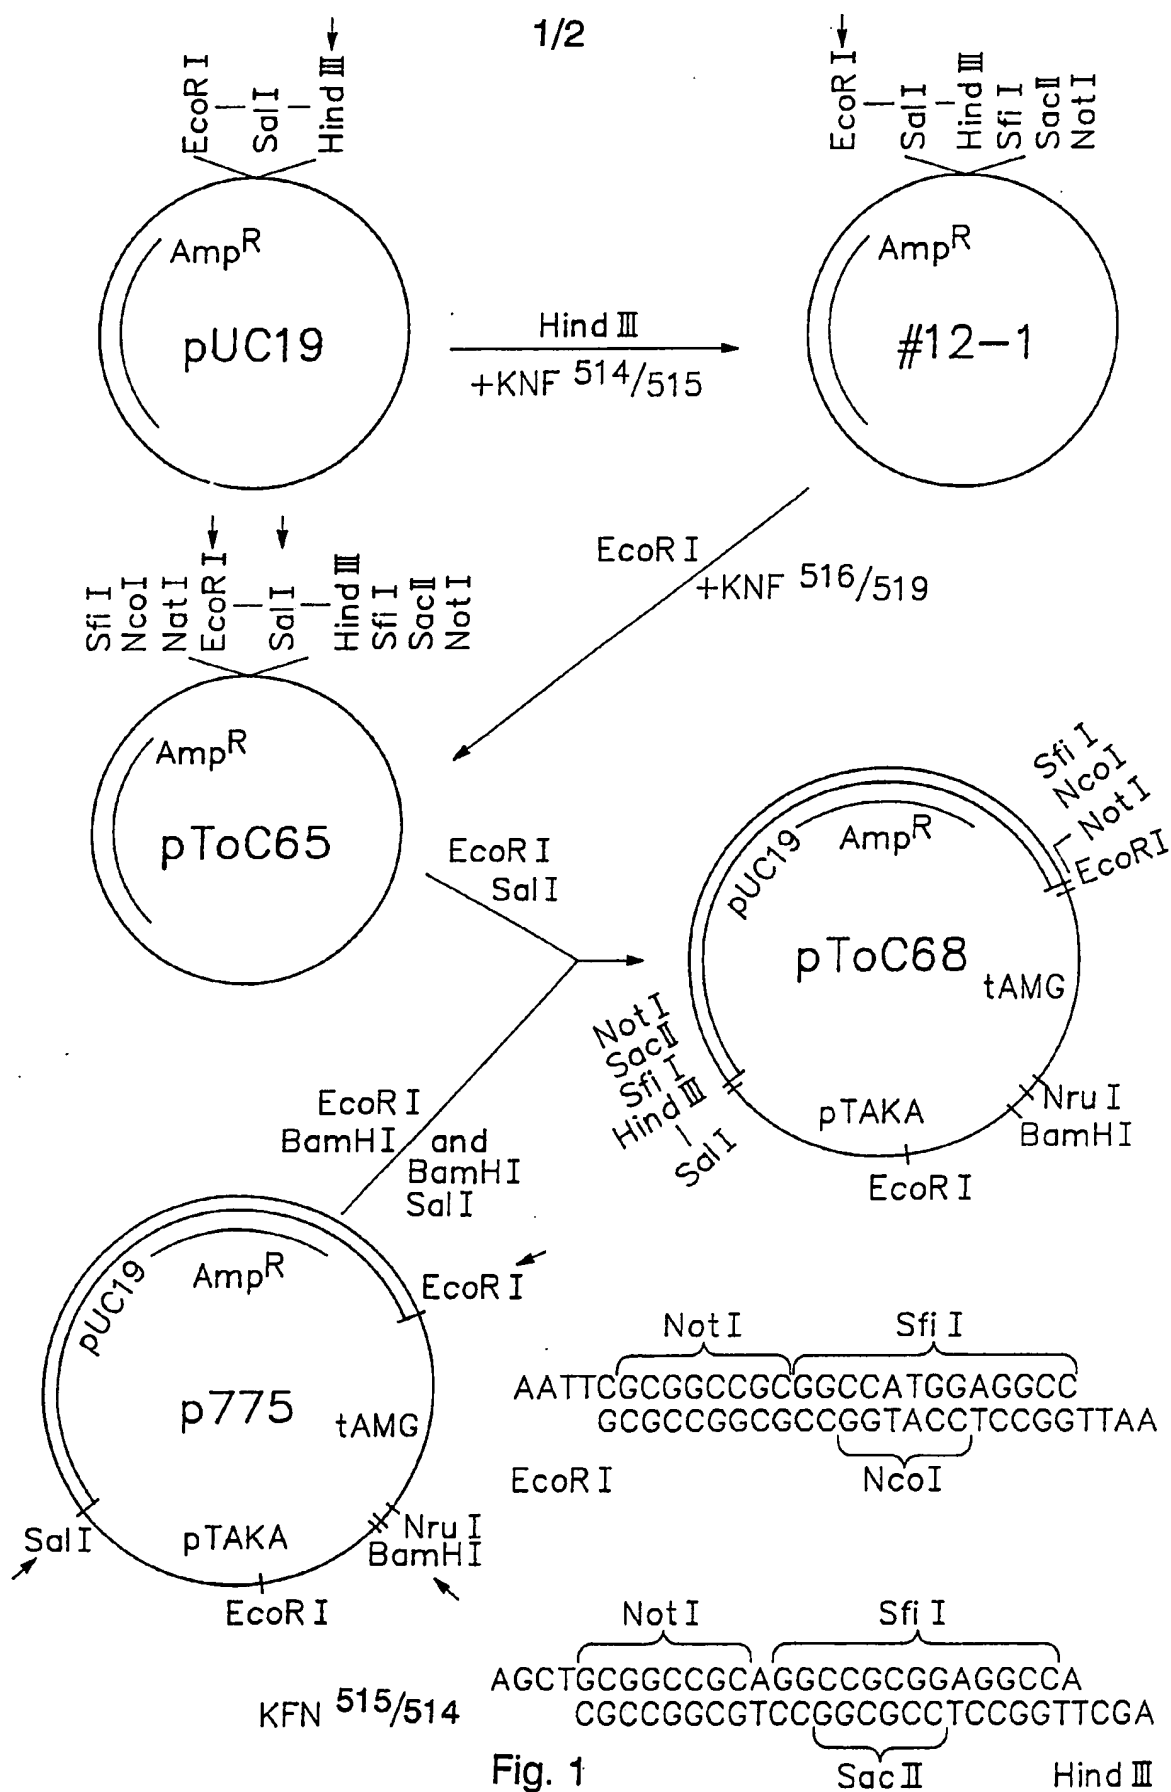 1/2
EcoR I — Sal I — Hind III
AmpR
pUC19
Hind III
+KNF 514/515
EcoR I — Sal I — Hind III Sfi I Sac II Not I
AmpR
#12-1
EcoR I
+KNF 516/519
Sfi I Nco I Nat I EcoR I — Sal I — Hind III Sfi I Sac II Not I
AmpR
pToC65
EcoR I
Sal I
Sfi I
Nco I
Not I
EcoRI
pUC19
AmpR
pToC68
tAMG
Not I
Sac II
Sfi I
Hind III
Sal I
pTAKA
Nru I
BamHI
EcoR I
EcoR I
BamHI and
BamHI
Sal I
pUC19
AmpR
EcoR I
p775
tAMG
Sal I
pTAKA
Nru I
BamHI
EcoR I
Not I Sfi I
AATTCGCGGCCGCGGCCATGGAGGCC
GCGCCGGCGCCGGTACCTCCGGTTAA
EcoR I
Nco I
Not I Sfi I
AGCTGCGGCCGCAGGCCGCGGAGGCCA
CGCCGGCGTCCGGCGCCTCCGGTTCGA
KFN 515/514
Sac II
Hind III
Fig. 1